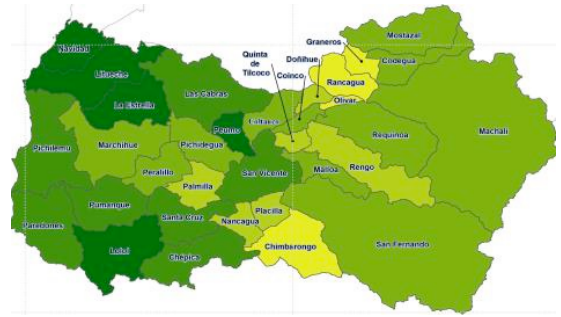 Mostazal
Graneros
Navidad
Codegua
Quinta
de
Tilcoco
Doñihue
Coinco
Litueche
Rancagua
La Estrella
Las Cabras
Olivar
Peumo
Coltauco
Requinoa
Machalí
Pichilemu
Marchihue
Pichidegua
Rengo
Peralillo
San Vicente
Malloa
Palmilla
Pumanque
Placilla
Santa Cruz
Nancagua
Paredones
Chimbarongo
San Fernando
Lolol
Chépica